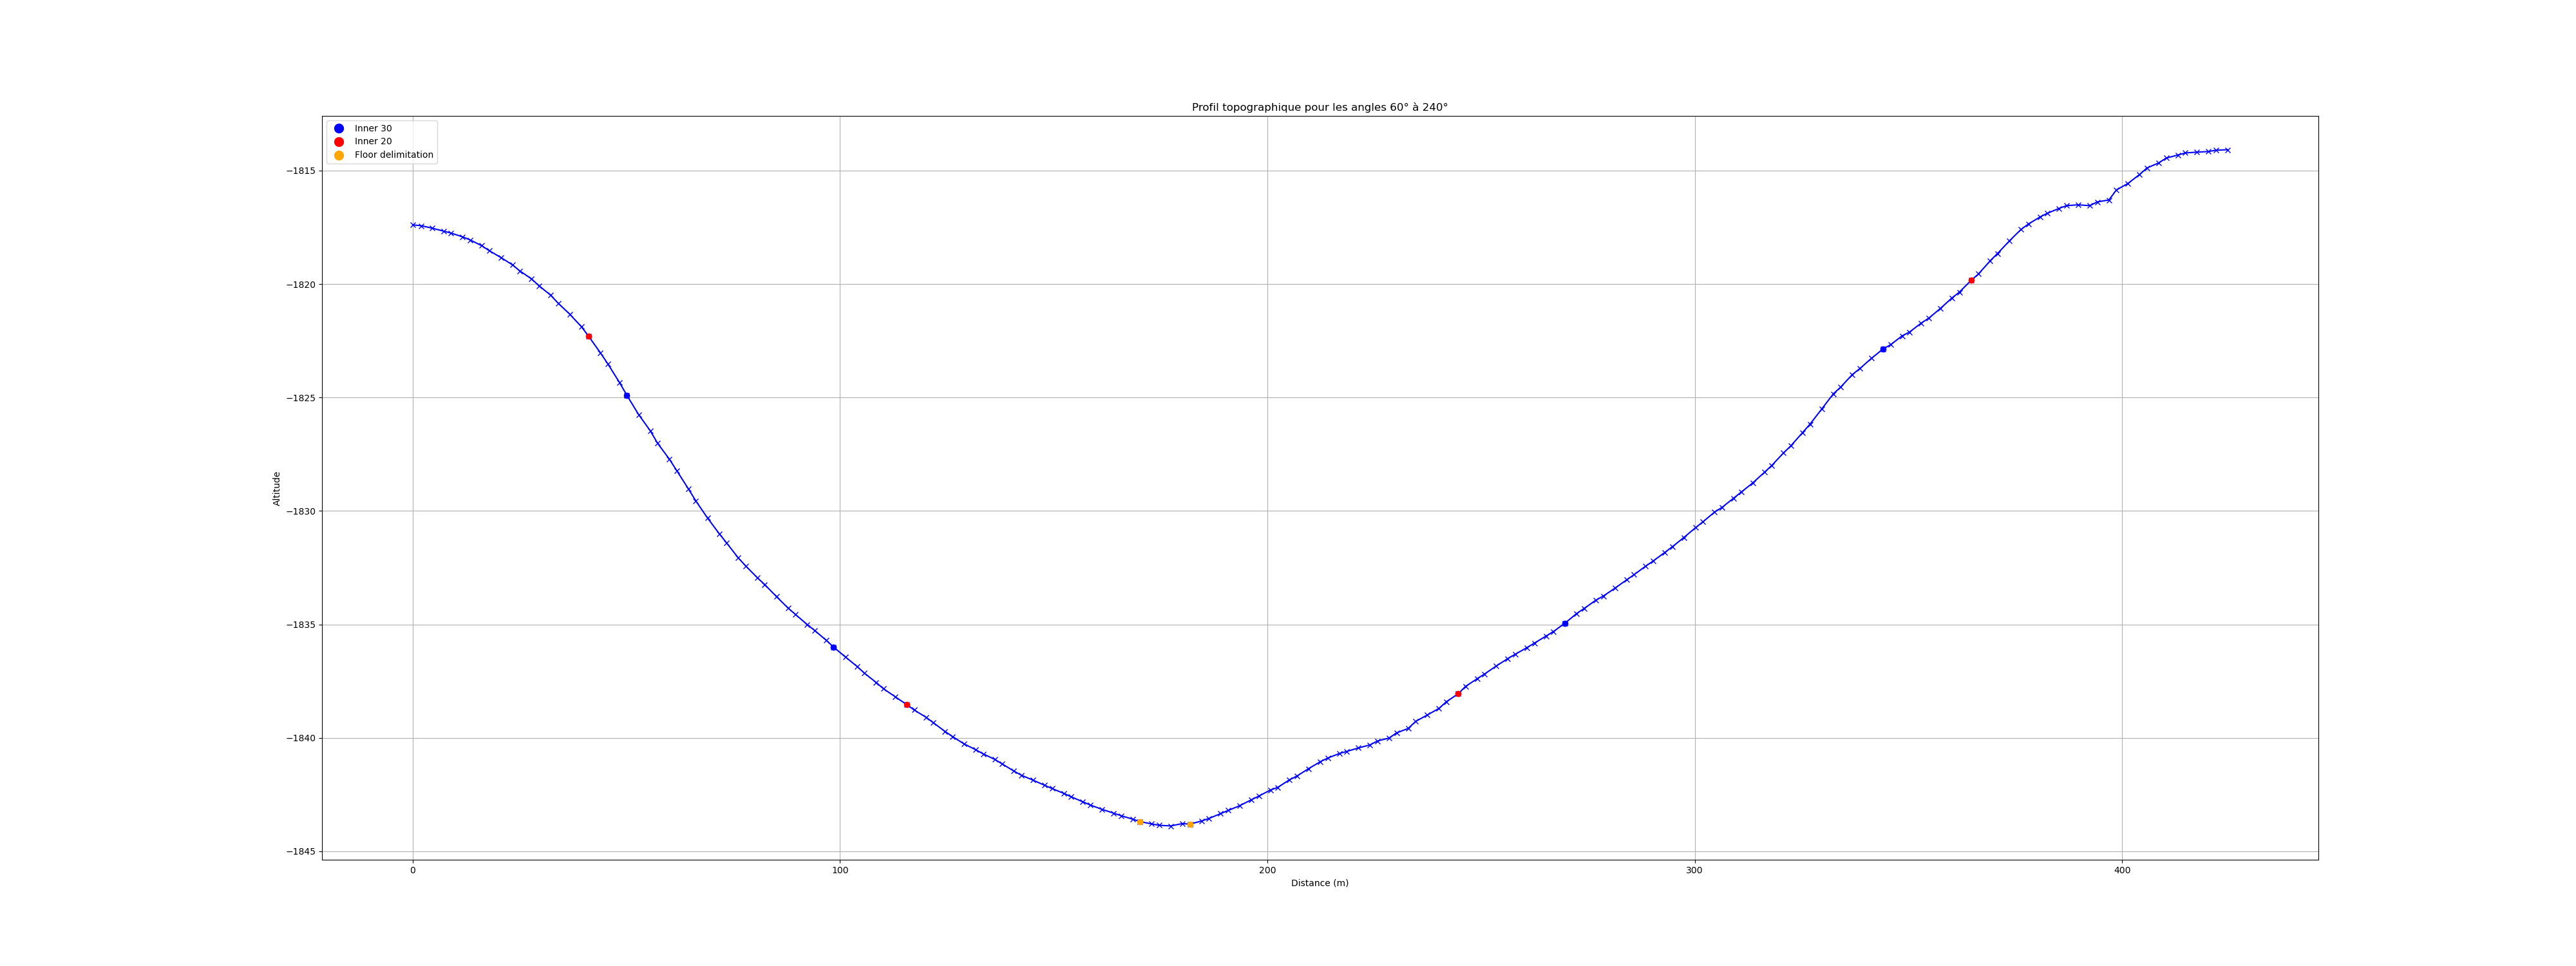 Profil topographique pour les angles 60° à 240°
Inner 30
Inner 20
Floor delimitation
−1815
−1820
−1825
−1830
−1835
−1840
−1845
Altitude
0
100
200
300
400
Distance (m)